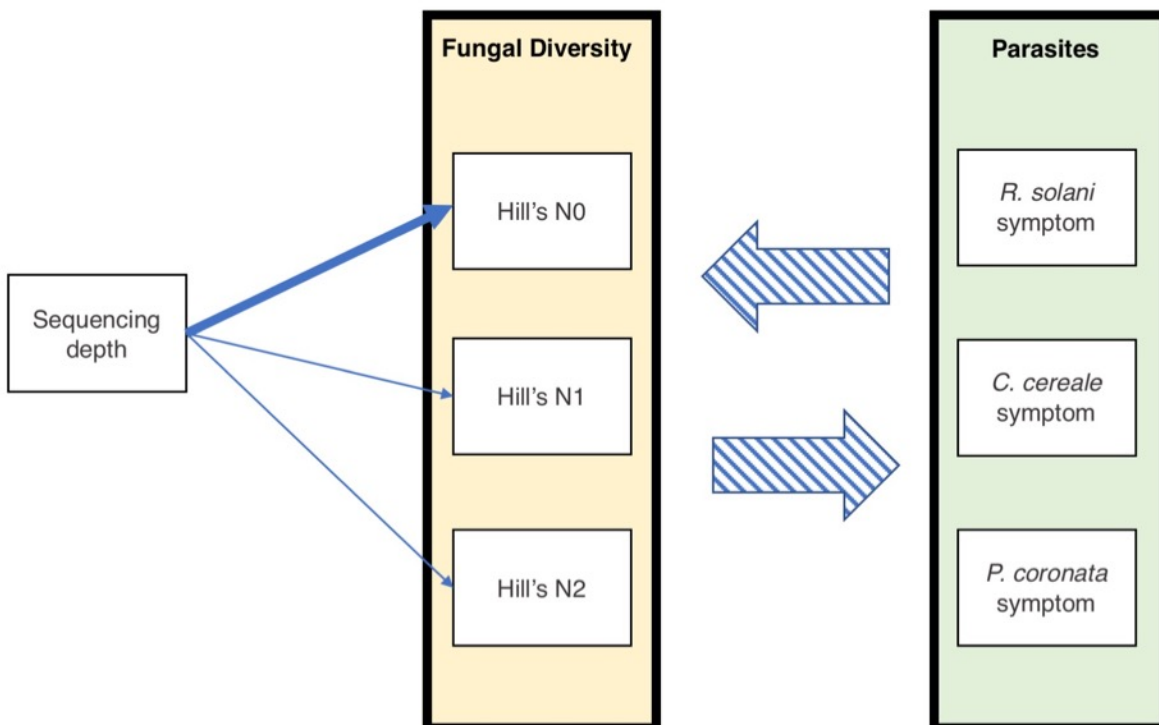 Fungal Diversity
Parasites
Hill's N0
R. solani
symptom
Sequencing
depth
Hill's N1
C. cereale
symptom
Hill's N2
P. coronata
symptom